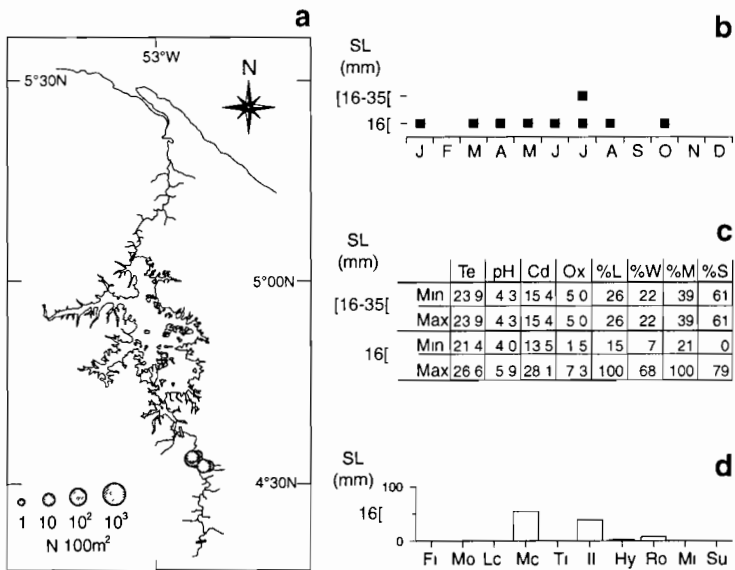 a
53°W
5°30N
N
5°00N
4°30N
1 10 10² 10³
N 100m²
b
SL
(mm)
[16-35[
16[
J F M A M J J A S O N D
c
SL
(mm)
Te pH Cd Ox %L %W %M %S
[16-35[ Min 23 9 4 3 15 4 5 0 26 22 39 61
Max 23 9 4 3 15 4 5 0 26 22 39 61
16[ Min 21 4 4 0 13 5 1 5 15 7 21 0
Max 26 6 5 9 28 1 7 3 100 68 100 79
d
SL
(mm)
100
16[
0
Fi Mo Lc Mc Ti Il Hy Ro Mi Su